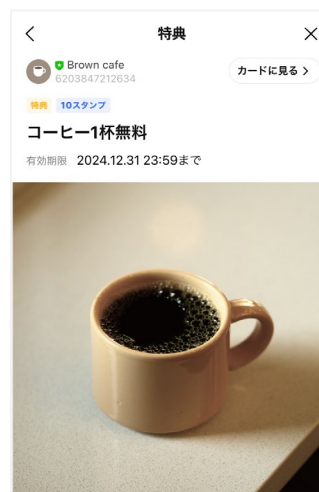 特典
Brown cafe
6203847212634
カードに見る
特典 10スタンプ
コーヒー1杯無料
有効期限 2024.12.31 23:59まで